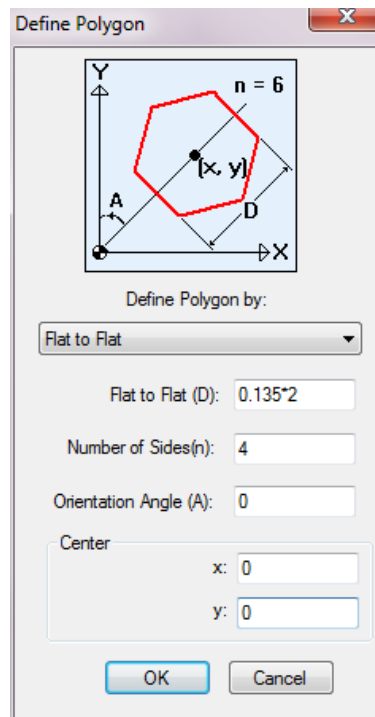 Define Polygon
X
Y
n = 6
(x, y)
A
D
X
Define Polygon by:
Flat to Flat
Flat to Flat (D): 0.135*2
Number of Sides(n): 4
Orientation Angle (A): 0
Center
x: 0
y: 0
OK Cancel